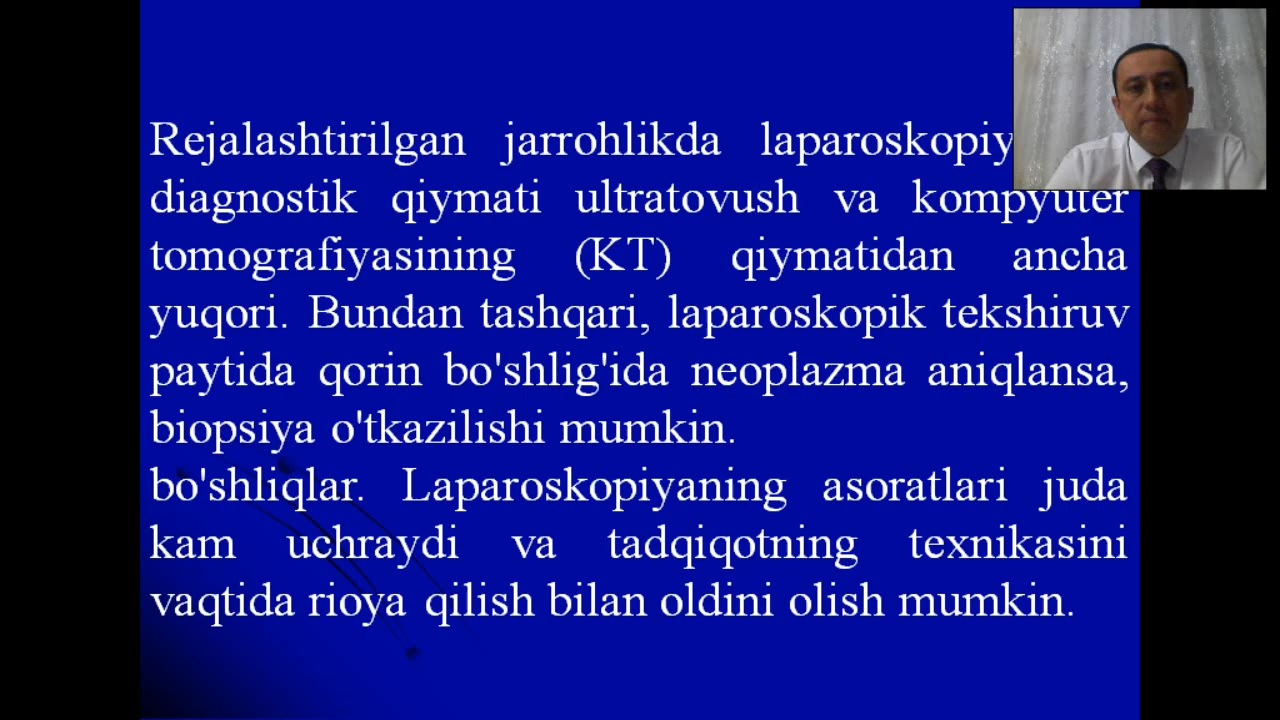 Rejalashtirilgan jarrohlikda
diagnostik qiymati ultratovush va kompyuter
tomografiyasining (KT) qiymatidan ancha
yuqori. Bundan tashqari, laparoskopik tekshiruv
paytida qorin bo'shlig'ida neoplazma aniqlansa,
biopsiya o'tkazilishi mumkin.
bo'shliqlar. Laparoskopiyaning asoratlari juda
kam uchraydi va tadqiqotning texnikasini
vaqtida rioya qilish bilan oldini olish mumkin.